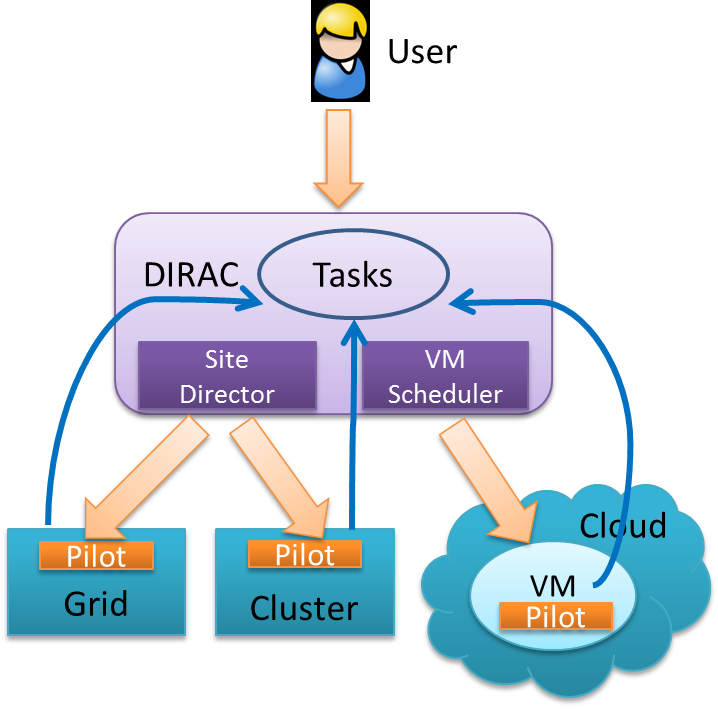 User
DIRAC
Tasks
Site
Director
VM
Scheduler
Pilot
Grid
Pilot
Cluster
Cloud
VM
Pilot